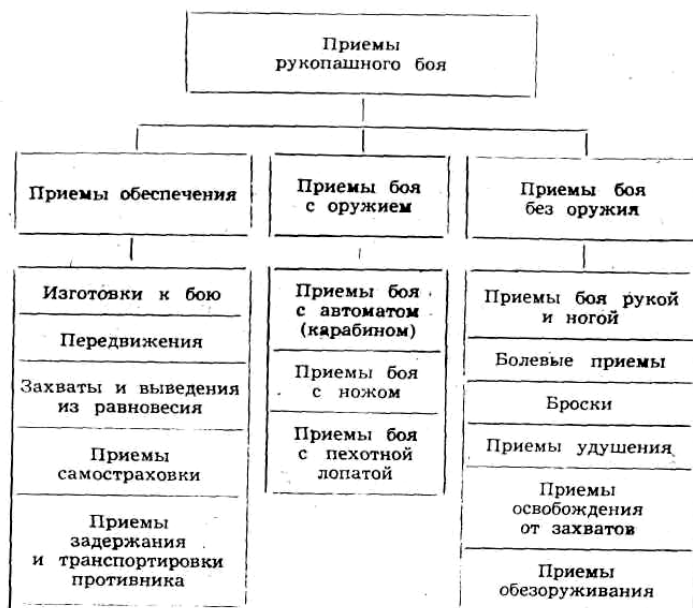 Приемы
рукопашного боя
Приемы обеспечения
Приемы боя
с оружием
Приемы боя
без оружия
Изготовки к бою
Передвижения
Захваты и выведения
из равновесия
Приемы
самостраховки
Приемы
задержания
и транспортировки
противника
Приемы боя
с автоматом
(карабином)
Приемы боя
с ножом
Приемы боя
с пехотной
лопатой
Приемы боя рукой
и ногой
Болевые приемы
Броски
Приемы удушения
Приемы
освобождения
от захватов
Приемы
обезоруживания